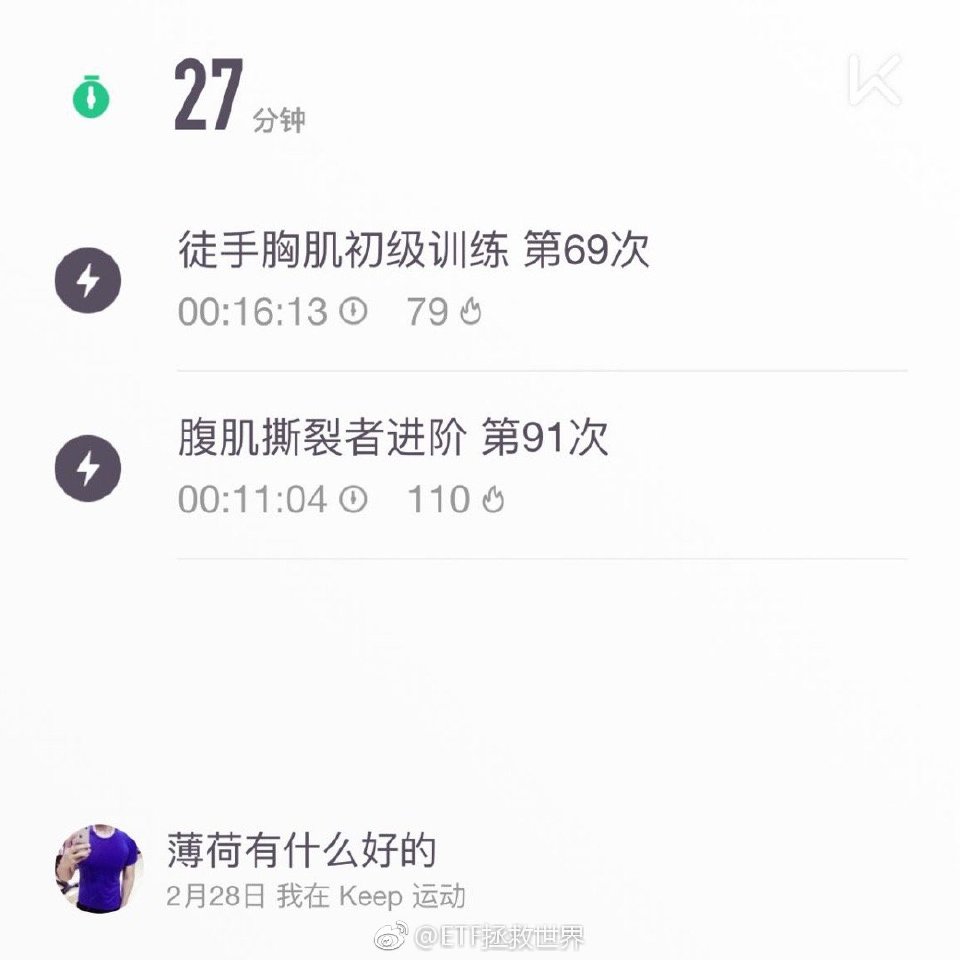 27 分钟
徒手胸肌初级训练 第69次
00:16:13 79
腹肌撕裂者进阶 第91次
00:11:04 110
薄荷有什么好的
2月28日 我在 Keep 运动
@ETF拯救世界